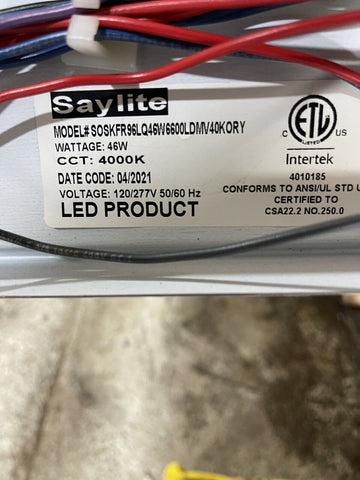 Saylite
MODEL# SOSKFR96LQ46W6600LDMV40KORY
WATTAGE: 46W
CCT: 4000K
DATE CODE: 04/2021
VOLTAGE: 120/277V 50/60 Hz
LED PRODUCT
C ETL US
Intertek
4010185
CONFORMS TO ANSI/UL STD
CERTIFIED TO
CSA22.2 NO.250.0